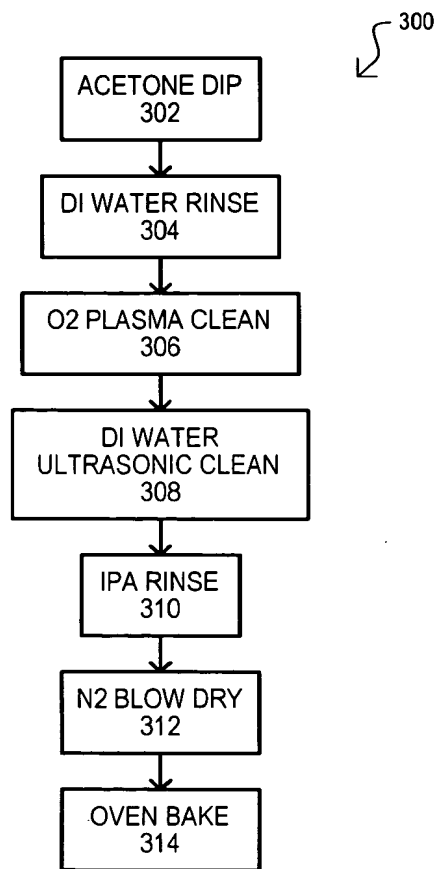 300
ACETONE DIP
302
DI WATER RINSE
304
O2 PLASMA CLEAN
306
DI WATER
ULTRASONIC CLEAN
308
IPA RINSE
310
N2 BLOW DRY
312
OVEN BAKE
314